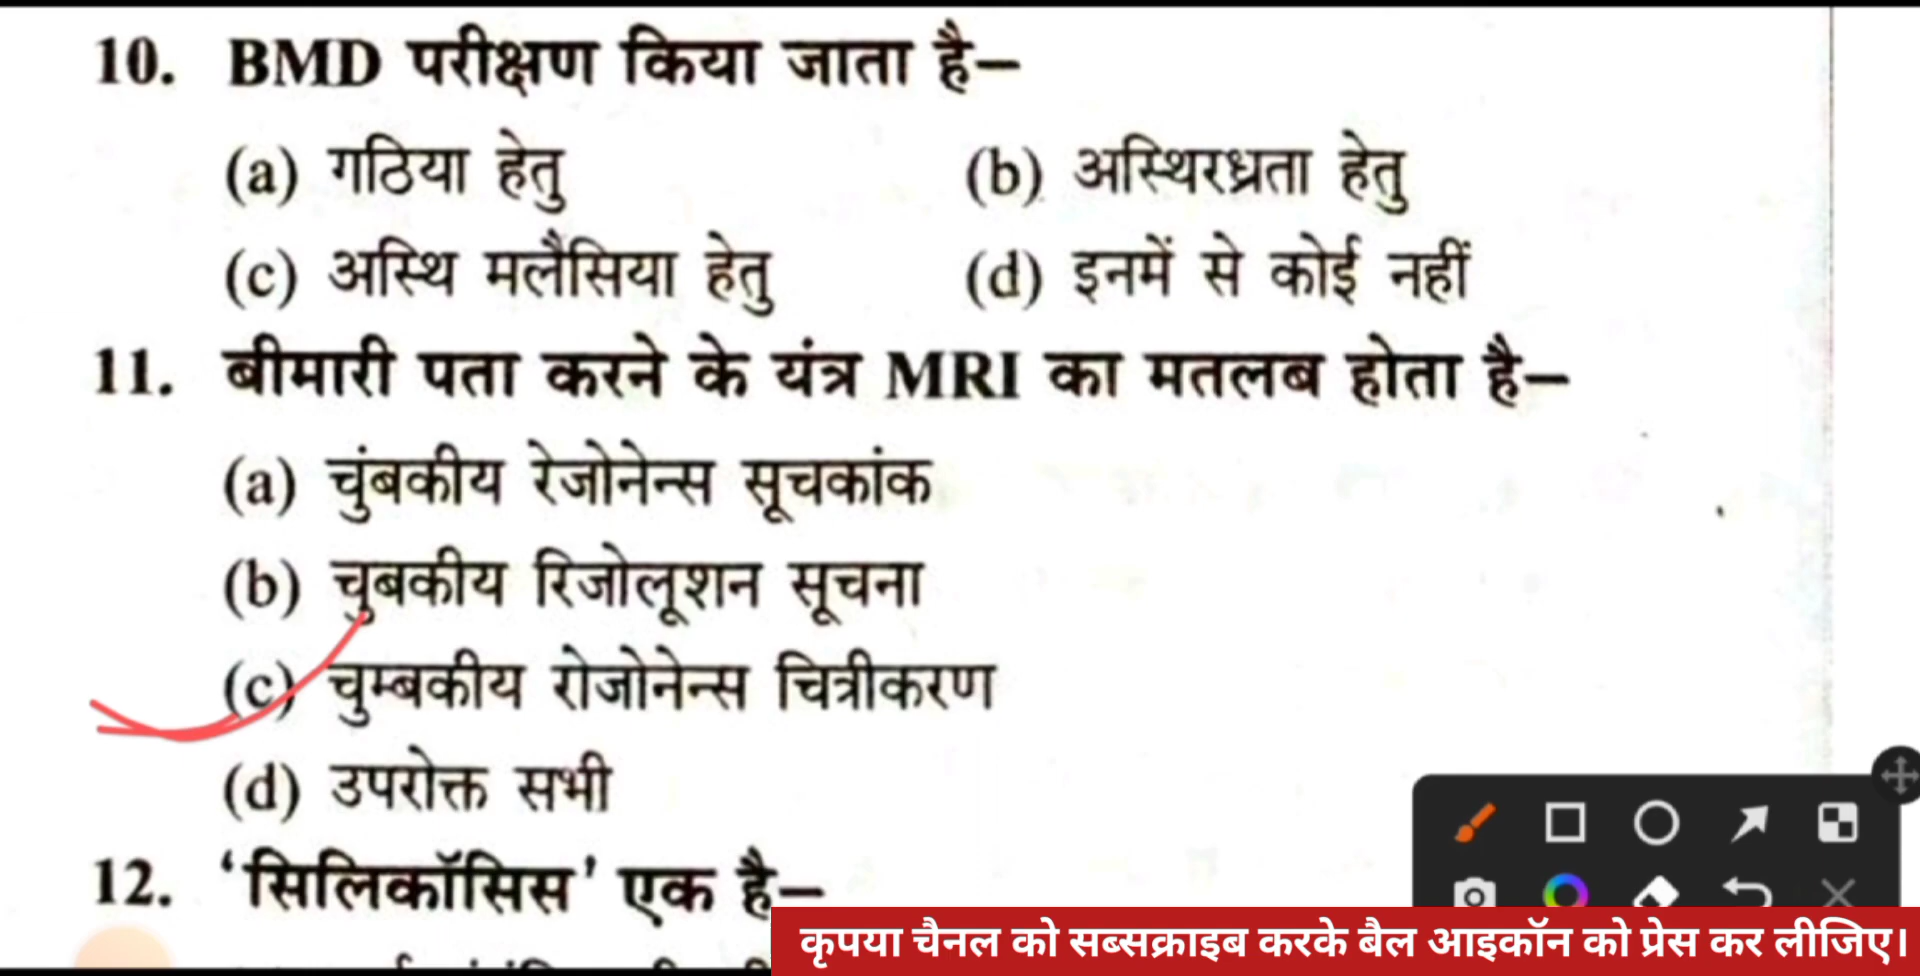 10. BMD परीक्षण किया जाता है–
(a) गठिया हेतु (b) अस्थिरध्रता हेतु
(c) अस्थि मलैसिया हेतु (d) इनमें से कोई नहीं
11. बीमारी पता करने के यंत्र MRI का मतलब होता है–
(a) चुंबकीय रेजोनेन्स सूचकांक
(b) चुबकीय रिजोलूशन सूचना
(c) चुम्बकीय रोजोनेन्स चित्रीकरण
(d) उपरोक्त सभी
12. ‘सिलिकॉसिस’ एक है–
कृपया चैनल को सब्सक्राइब करके बैल आइकॉन को प्रेस कर लीजिए।